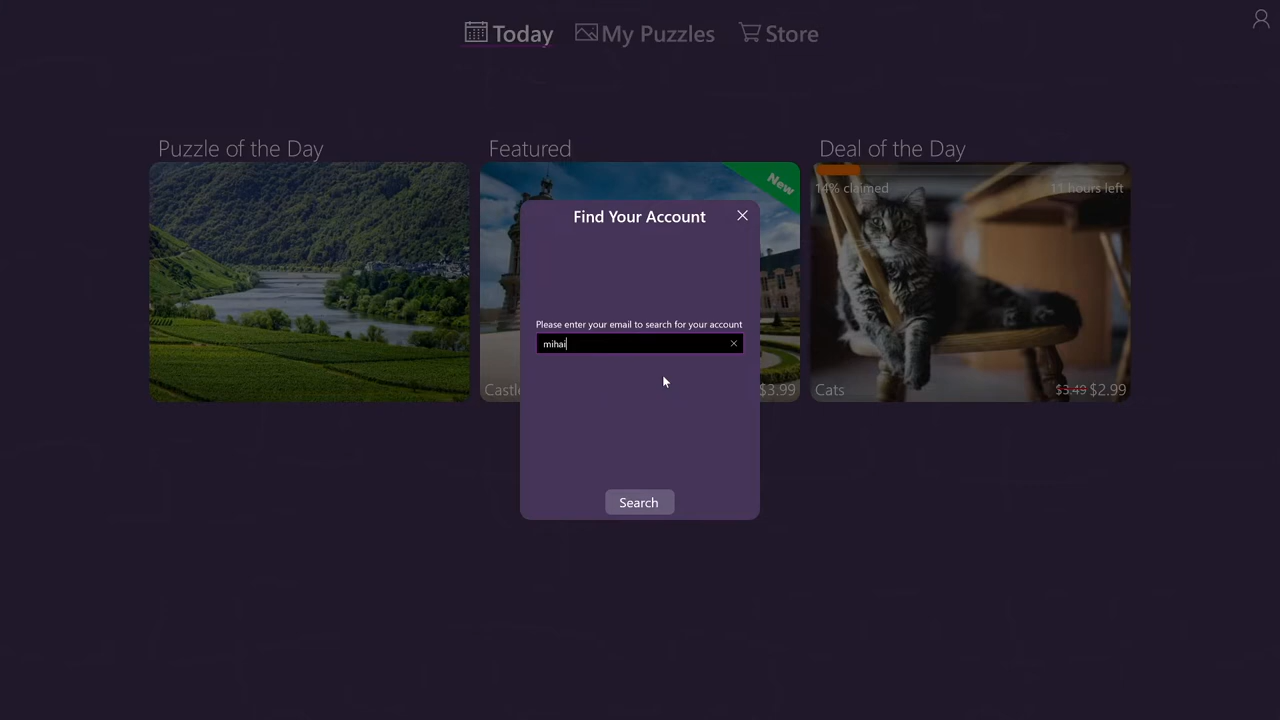 Today My Puzzles Store
Puzzle of the Day Featured Deal of the Day
New
14% claimed 11 hours left
Find Your Account
Please enter your email to search for your account
mihai
Castle $3.99 Cats $3.49 $2.99
Search